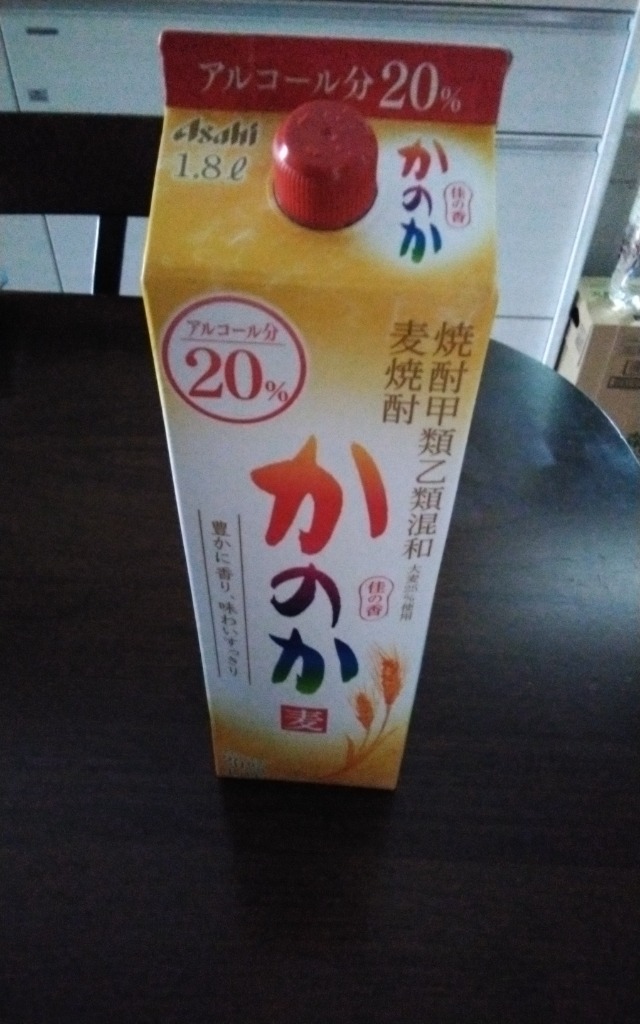 アルコール分20%
Asahi
1.8ℓ
かのか
佳の香
アルコール分
20%
焼酎甲類乙類混和
麦焼酎
かのか
佳の香
豊かに香り、味わいすっきり
麦